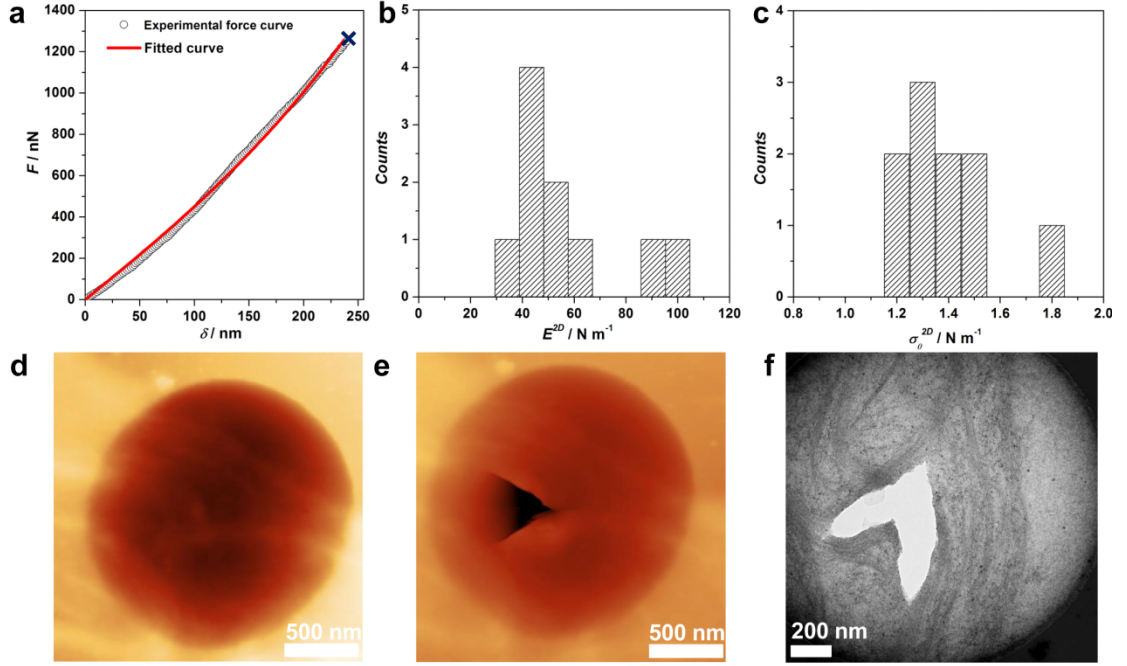 a
Experimental force curve
Fitted curve
1400
1200
1000
800
600
400
200
0
F / nN
0 50 100 150 200 250
δ / nm
b
5
4
3
2
1
0
Counts
0 20 40 60 80 100 120
E²ᴰ / N m⁻¹
c
4
3
2
1
0
Counts
0.8 1.0 1.2 1.4 1.6 1.8 2.0
σ₀²ᴰ / N m⁻¹
d
500 nm
e
500 nm
f
200 nm